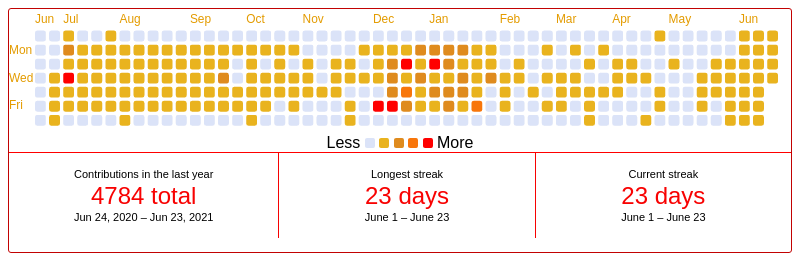 Jun Jul Aug Sep Oct Nov Dec Jan Feb Mar Apr May Jun
Mon
Wed
Fri
Less More
Contributions in the last year
4784 total
Jun 24, 2020 – Jun 23, 2021
Longest streak
23 days
June 1 – June 23
Current streak
23 days
June 1 – June 23